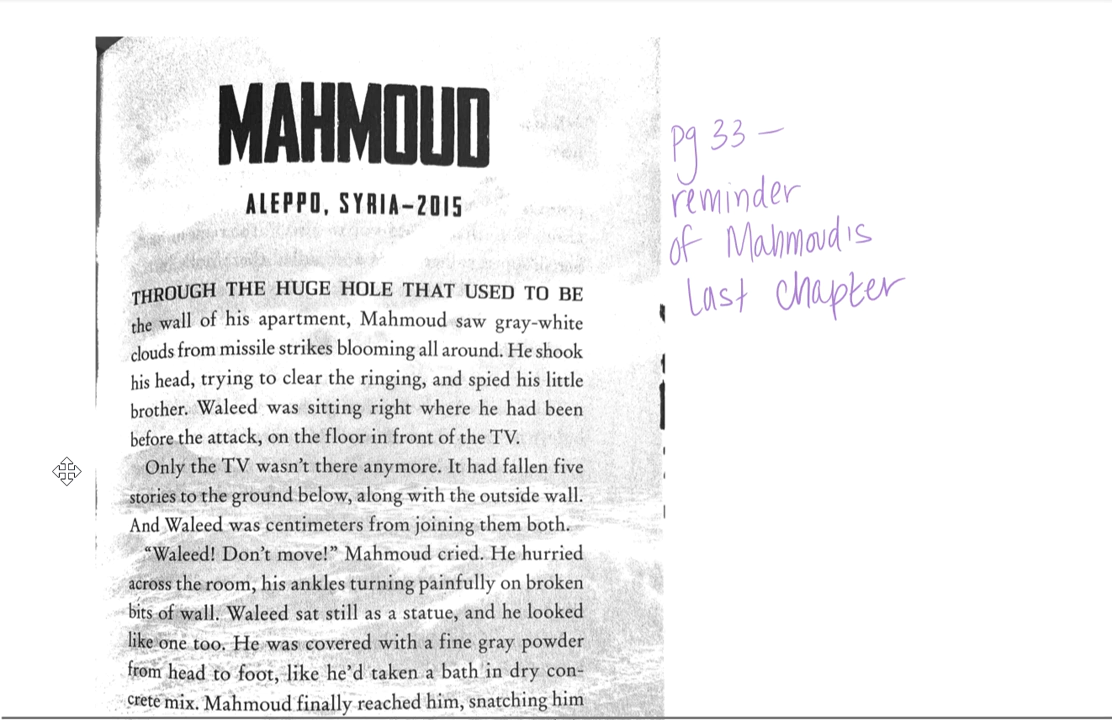 MAHMOUD
ALEPPO, SYRIA–2015
THROUGH THE HUGE HOLE THAT USED TO BE
the wall of his apartment, Mahmoud saw gray-white
clouds from missile strikes blooming all around. He shook
his head, trying to clear the ringing, and spied his little
brother. Waleed was sitting right where he had been
before the attack, on the floor in front of the TV.
Only the TV wasn't there anymore. It had fallen five
stories to the ground below, along with the outside wall.
And Waleed was centimeters from joining them both.
“Waleed! Don't move!” Mahmoud cried. He hurried
across the room, his ankles turning painfully on broken
bits of wall. Waleed sat still as a statue, and he looked
like one too. He was covered with a fine gray powder
from head to foot, like he'd taken a bath in dry con-
crete mix. Mahmoud finally reached him, snatching him
pg 33 –
reminder
of Mahmoud's
last chapter